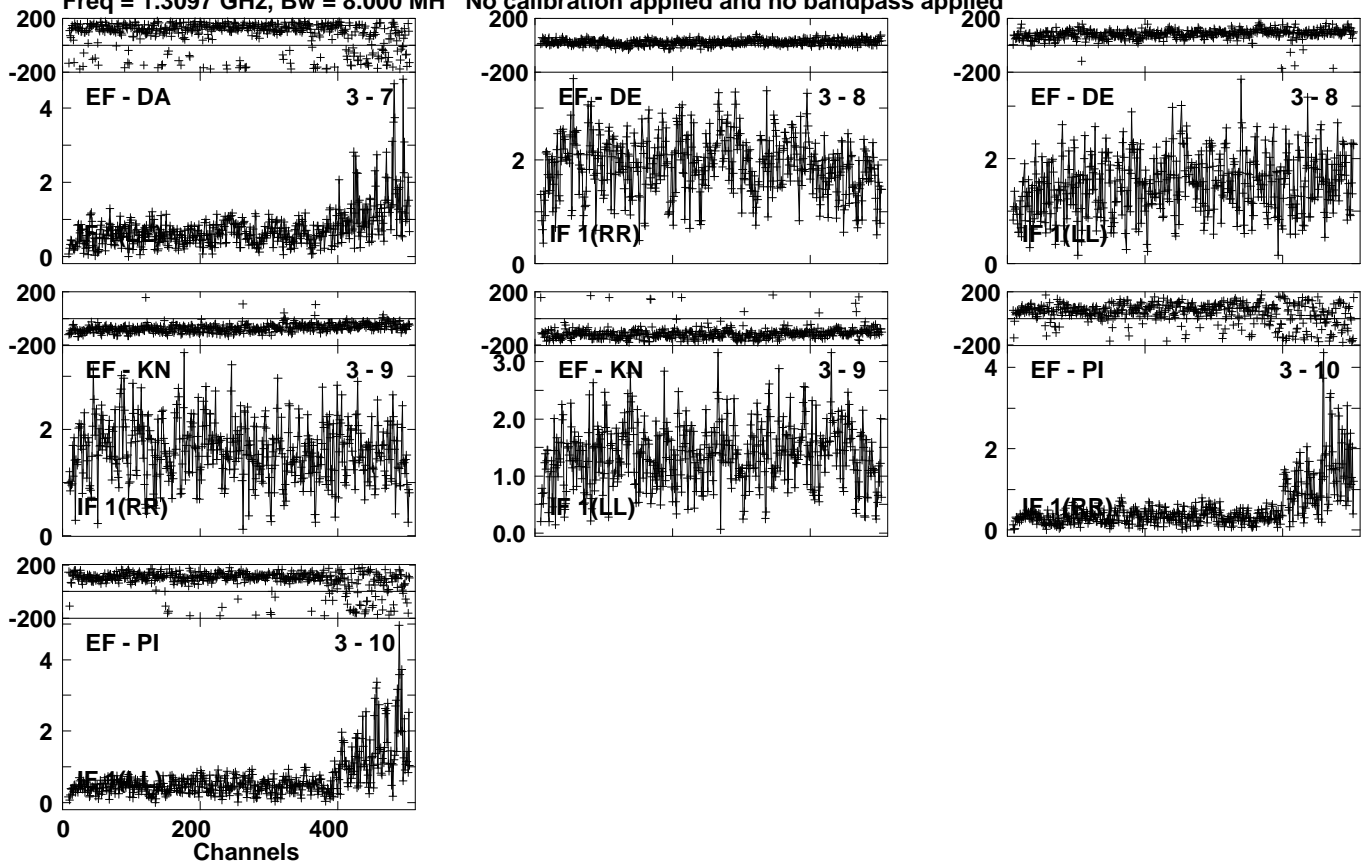 Freq = 1.3097 GHz, Bw = 8.000 MH No calibration applied and no bandpass applied
200
-200
EF - DA 3 - 7
4
2
0
200
-200
EF - DE 3 - 8
2
IF 1(RR)
0
200
-200
EF - DE 3 - 8
2
IF 1(LL)
0
200
-200
EF - KN 3 - 9
2
IF 1(RR)
0
200
-200
3.0
EF - KN 3 - 9
2.0
1.0
IF 1(LL)
0.0
200
-200
EF - PI 3 - 10
4
2
IF 1(RR)
0
200
-200
EF - PI 3 - 10
4
2
IF 1(LL)
0
0 200 400
Channels